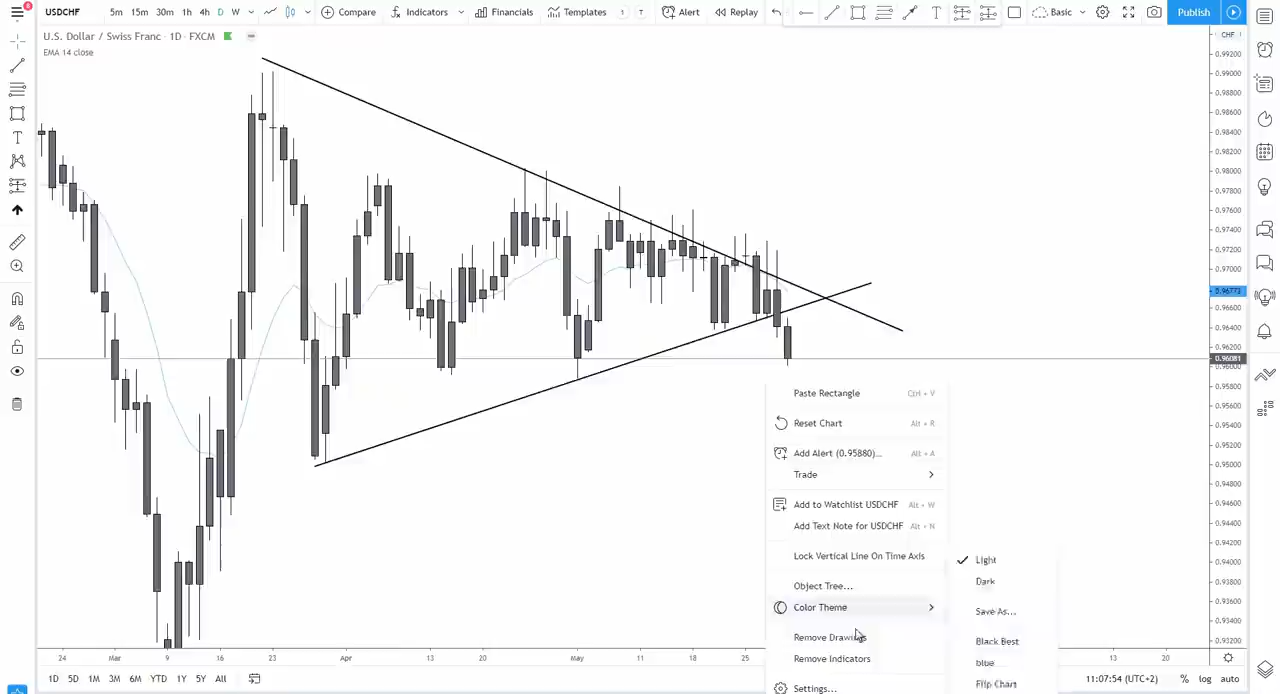 8
USDCHF 5m 15m 30m 1h 4h D W Compare Indicators Financials Templates 1 T Alert Replay T Basic Publish
U.S. Dollar / Swiss Franc · 1D · FXCM
CHF
EMA 14 close
0.99200
0.99000
0.98800
0.98600
0.98400
0.98200
0.98000
0.97800
0.97600
0.97400
0.97200
0.97000
0.96773
0.96600
0.96400
0.96200
0.96081
0.96000
0.95800
0.95600
0.95400
0.95200
0.95000
0.94800
0.94600
0.94400
0.94200
0.94000
0.93800
0.93600
0.93400
0.93200
Paste Rectangle Ctrl + V
Reset Chart Alt + R
Add Alert (0.95880)... Alt + A
Trade
Add to Watchlist USDCHF Alt + W
Add Text Note for USDCHF Alt + N
Lock Vertical Line On Time Axis
Object Tree...
Color Theme
Remove Drawings
Remove Indicators
Settings...
Light
Dark
Save As...
Black Best
blue
Flip Chart
24 Mar 9 16 23 Apr 13 20 May 11 18 25 13 20
1D 5D 1M 3M 6M YTD 1Y 5Y All 11:07:54 (UTC+2) % log auto